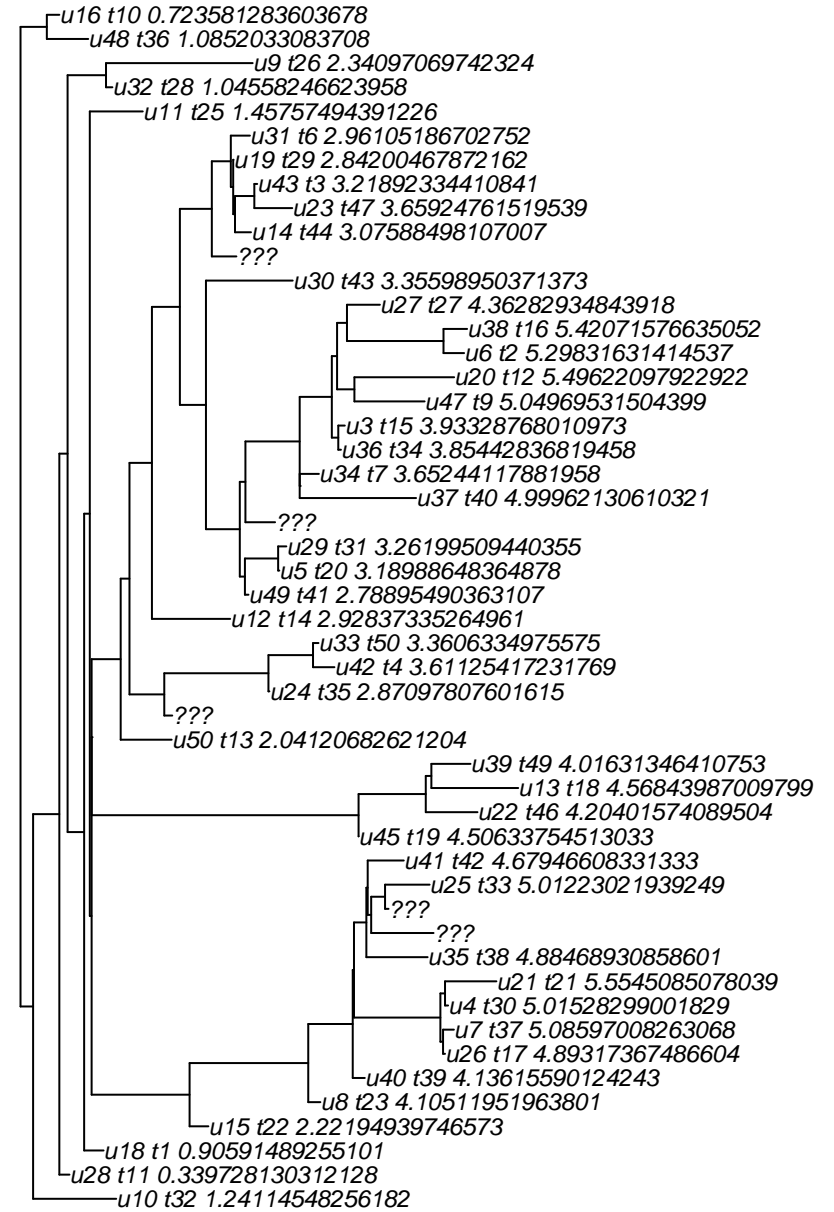 u16 t10 0.723581283603678
u48 t36 1.0852033083708
u9 t26 2.34097069742324
u32 t28 1.04558246623958
u11 t25 1.45757494391226
u31 t6 2.96105186702752
u19 t29 2.84200467872162
u43 t3 3.21892334410841
u23 t47 3.65924761519539
u14 t44 3.07588498107007
???
u30 t43 3.35598950371373
u27 t27 4.36282934843918
u38 t16 5.42071576635052
u6 t2 5.29831631414537
u20 t12 5.49622097922922
u47 t9 5.04969531504399
u3 t15 3.93328768010973
u36 t34 3.85442836819458
u34 t7 3.65244117881958
u37 t40 4.99962130610321
???
u29 t31 3.26199509440355
u5 t20 3.18988648364878
u49 t41 2.78895490363107
u12 t14 2.92837335264961
u33 t50 3.3606334975575
u42 t4 3.61125417231769
u24 t35 2.87097807601615
???
u50 t13 2.04120682621204
u39 t49 4.01631346410753
u13 t18 4.56843987009799
u22 t46 4.20401574089504
u45 t19 4.50633754513033
u41 t42 4.67946608331333
u25 t33 5.01223021939249
???
???
u35 t38 4.88468930858601
u21 t21 5.5545085078039
u4 t30 5.01528299001829
u7 t37 5.08597008263068
u26 t17 4.89317367486604
u40 t39 4.13615590124243
u8 t23 4.10511951963801
u15 t22 2.22194939746573
u18 t1 0.90591489255101
u28 t11 0.339728130312128
u10 t32 1.24114548256182